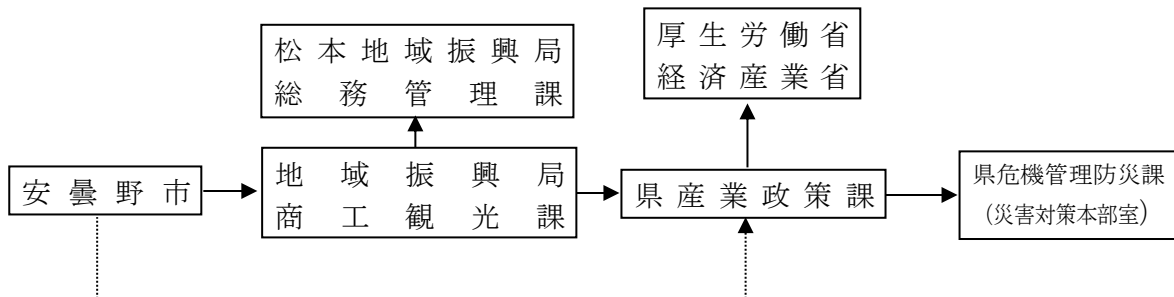 松本地域振興局
総務管理課
厚生労働省
経済産業省
安曇野市
地域振興局
商工観光課
県産業政策課
県危機管理防災課
(災害対策本部室)